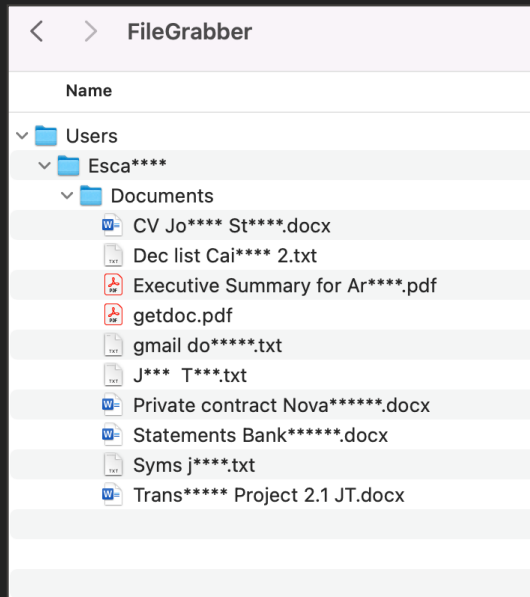 FileGrabber
Name
Users
Esca****
Documents
CV Jo**** St****.docx
Dec list Cai**** 2.txt
Executive Summary for Ar****.pdf
getdoc.pdf
gmail do*****.txt
J*** T***.txt
Private contract Nova******.docx
Statements Bank******.docx
Syms j****.txt
Trans***** Project 2.1 JT.docx